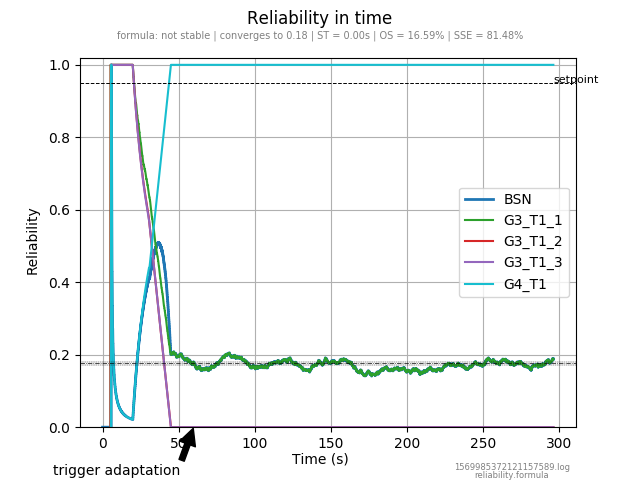 Reliability in time
formula: not stable | converges to 0.18 | ST = 0.00s | OS = 16.59% | SSE = 81.48%
1.0
setpoint
0.8
0.6
0.4
0.2
0.0
Reliability
BSN
G3_T1_1
G3_T1_2
G3_T1_3
G4_T1
0 50 100 150 200 250 300
Time (s)
trigger adaptation
1569985372121157589.log
reliability.formula